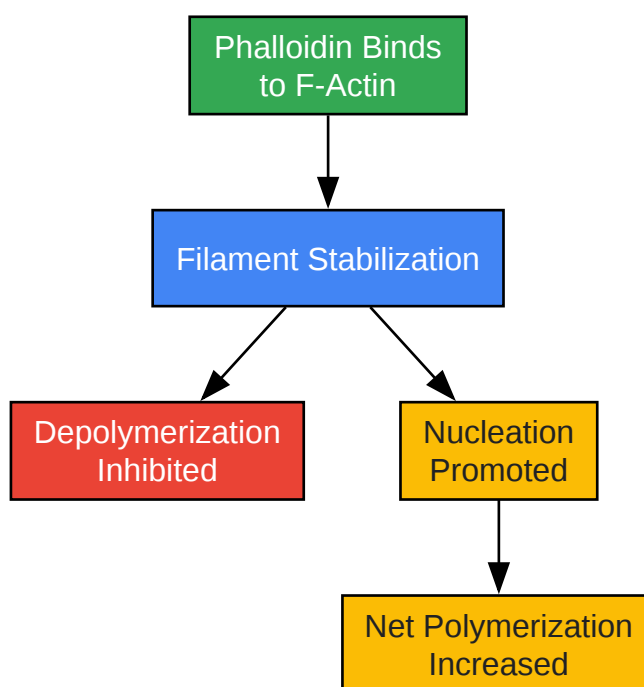 Phalloidin Binds
to F-Actin
Filament Stabilization
Depolymerization
Inhibited
Nucleation
Promoted
Net Polymerization
Increased